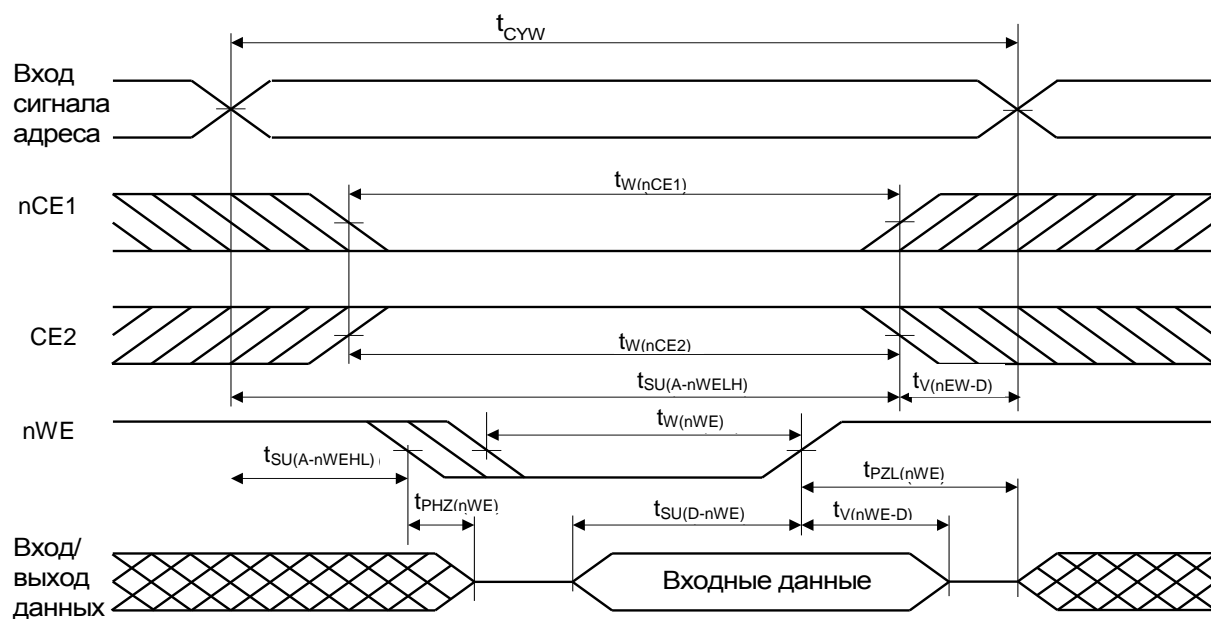 tCYW
Вход
сигнала
адреса
tW(nCE1)
nCE1
CE2
tW(nCE2)
tSU(A-nWELH)
tV(nEW-D)
nWE
tW(nWE)
tSU(A-nWEHL)
tPZL(nWE)
tPHZ(nWE)
tSU(D-nWE)
tV(nWE-D)
Вход/
выход
данных
Входные данные